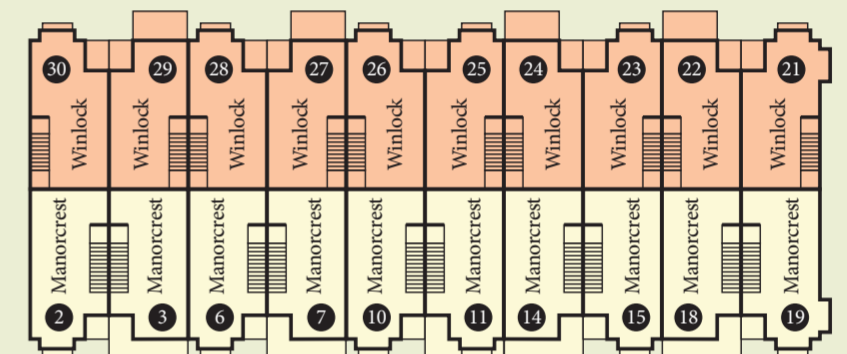 30 29 28 27 26 25 24 23 22 21
Winlock Winlock Winlock Winlock Winlock Winlock Winlock Winlock Winlock Winlock
Manorcrest Manorcrest Manorcrest Manorcrest Manorcrest Manorcrest Manorcrest Manorcrest Manorcrest Manorcrest
2 3 6 7 10 11 14 15 18 19